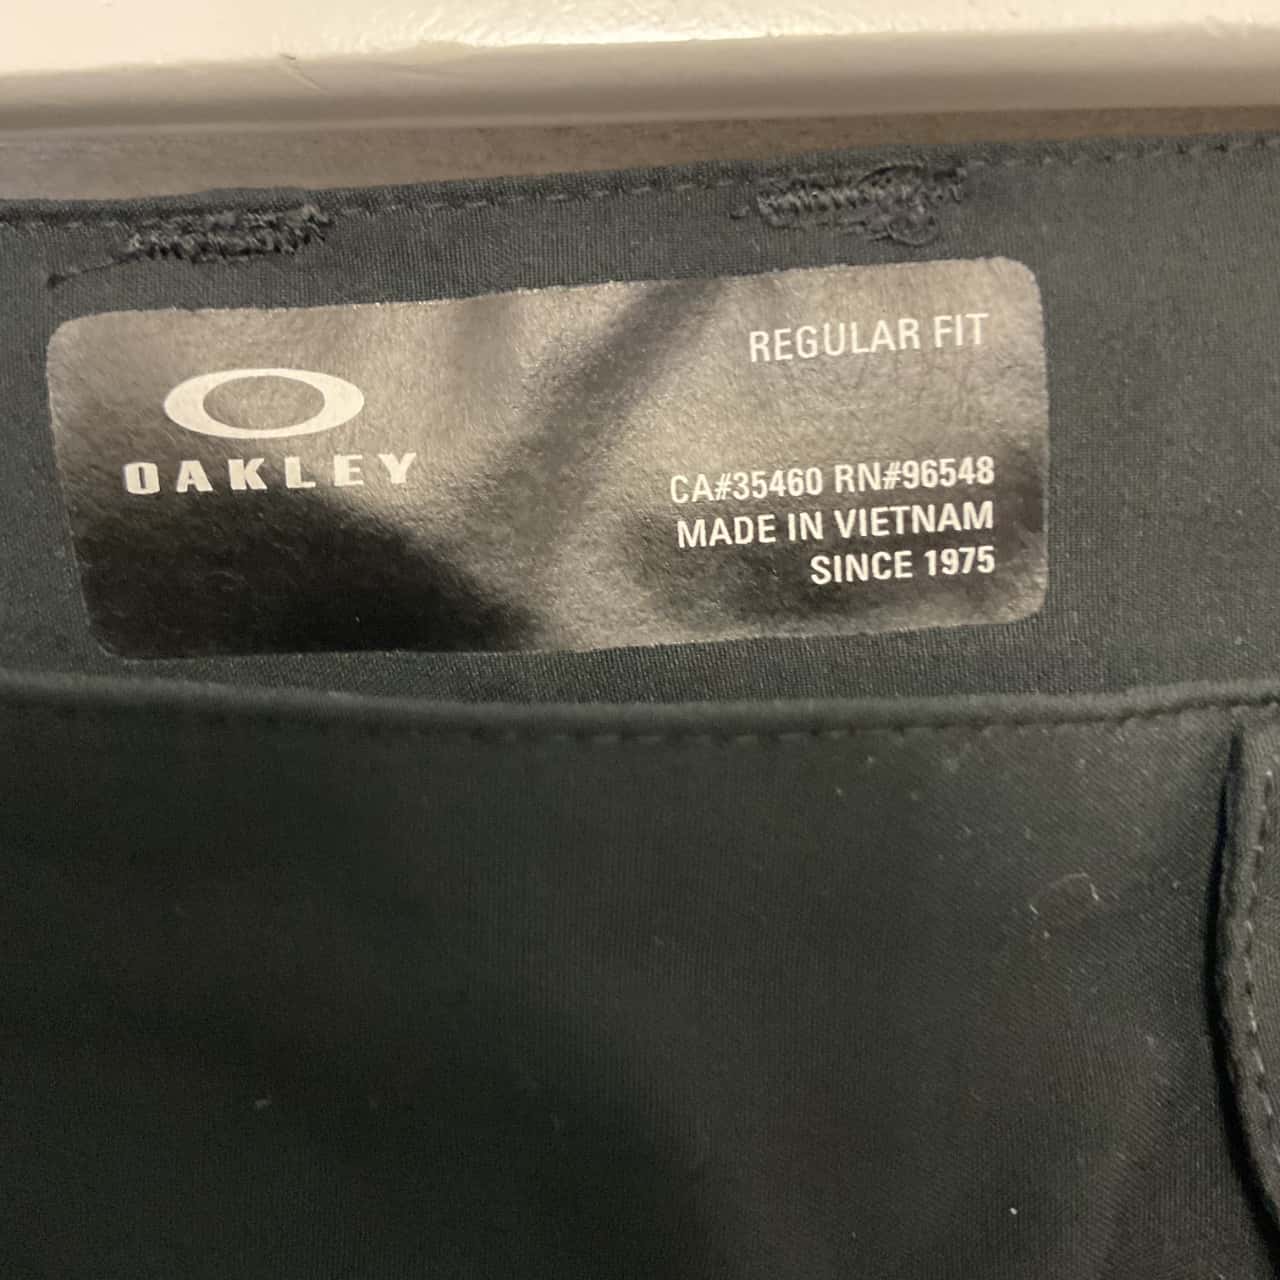 REGULAR FIT
OAKLEY
CA#35460 RN#96548
MADE IN VIETNAM
SINCE 1975